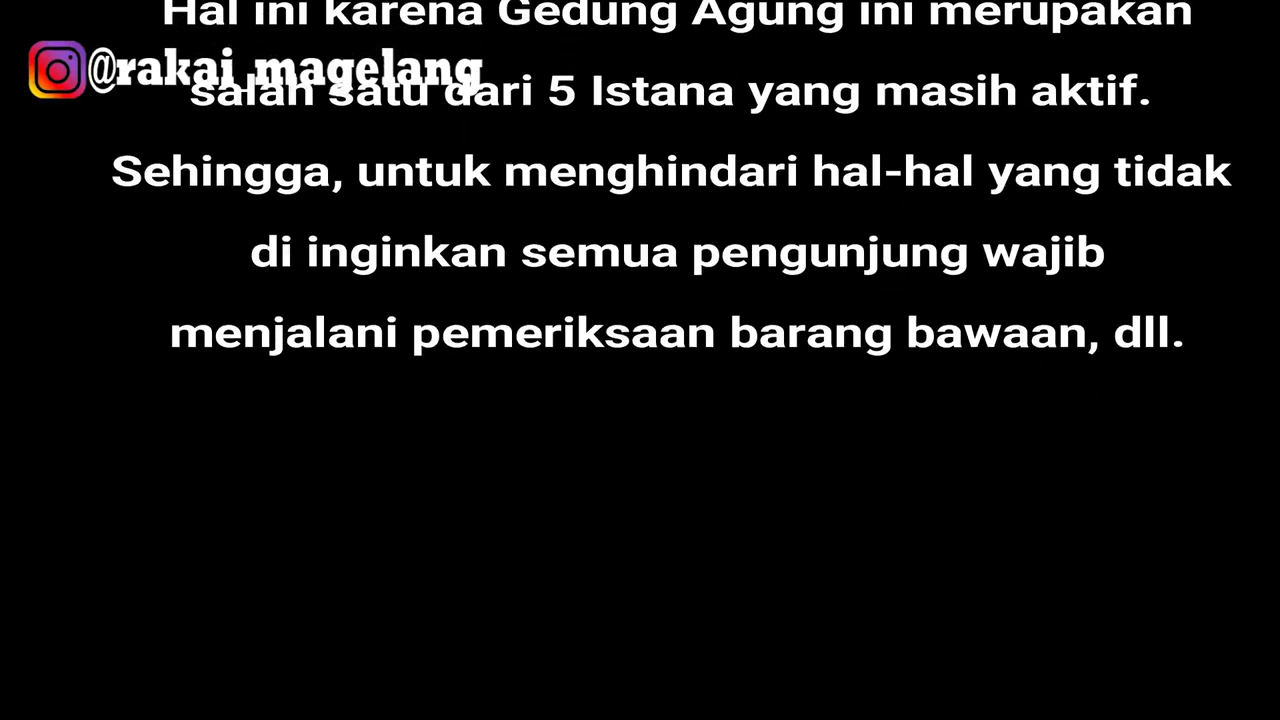 Hal ini karena Gedung Agung ini merupakan
@rakai_magelang
salah satu dari 5 Istana yang masih aktif.
Sehingga, untuk menghindari hal-hal yang tidak
di inginkan semua pengunjung wajib
menjalani pemeriksaan barang bawaan, dll.